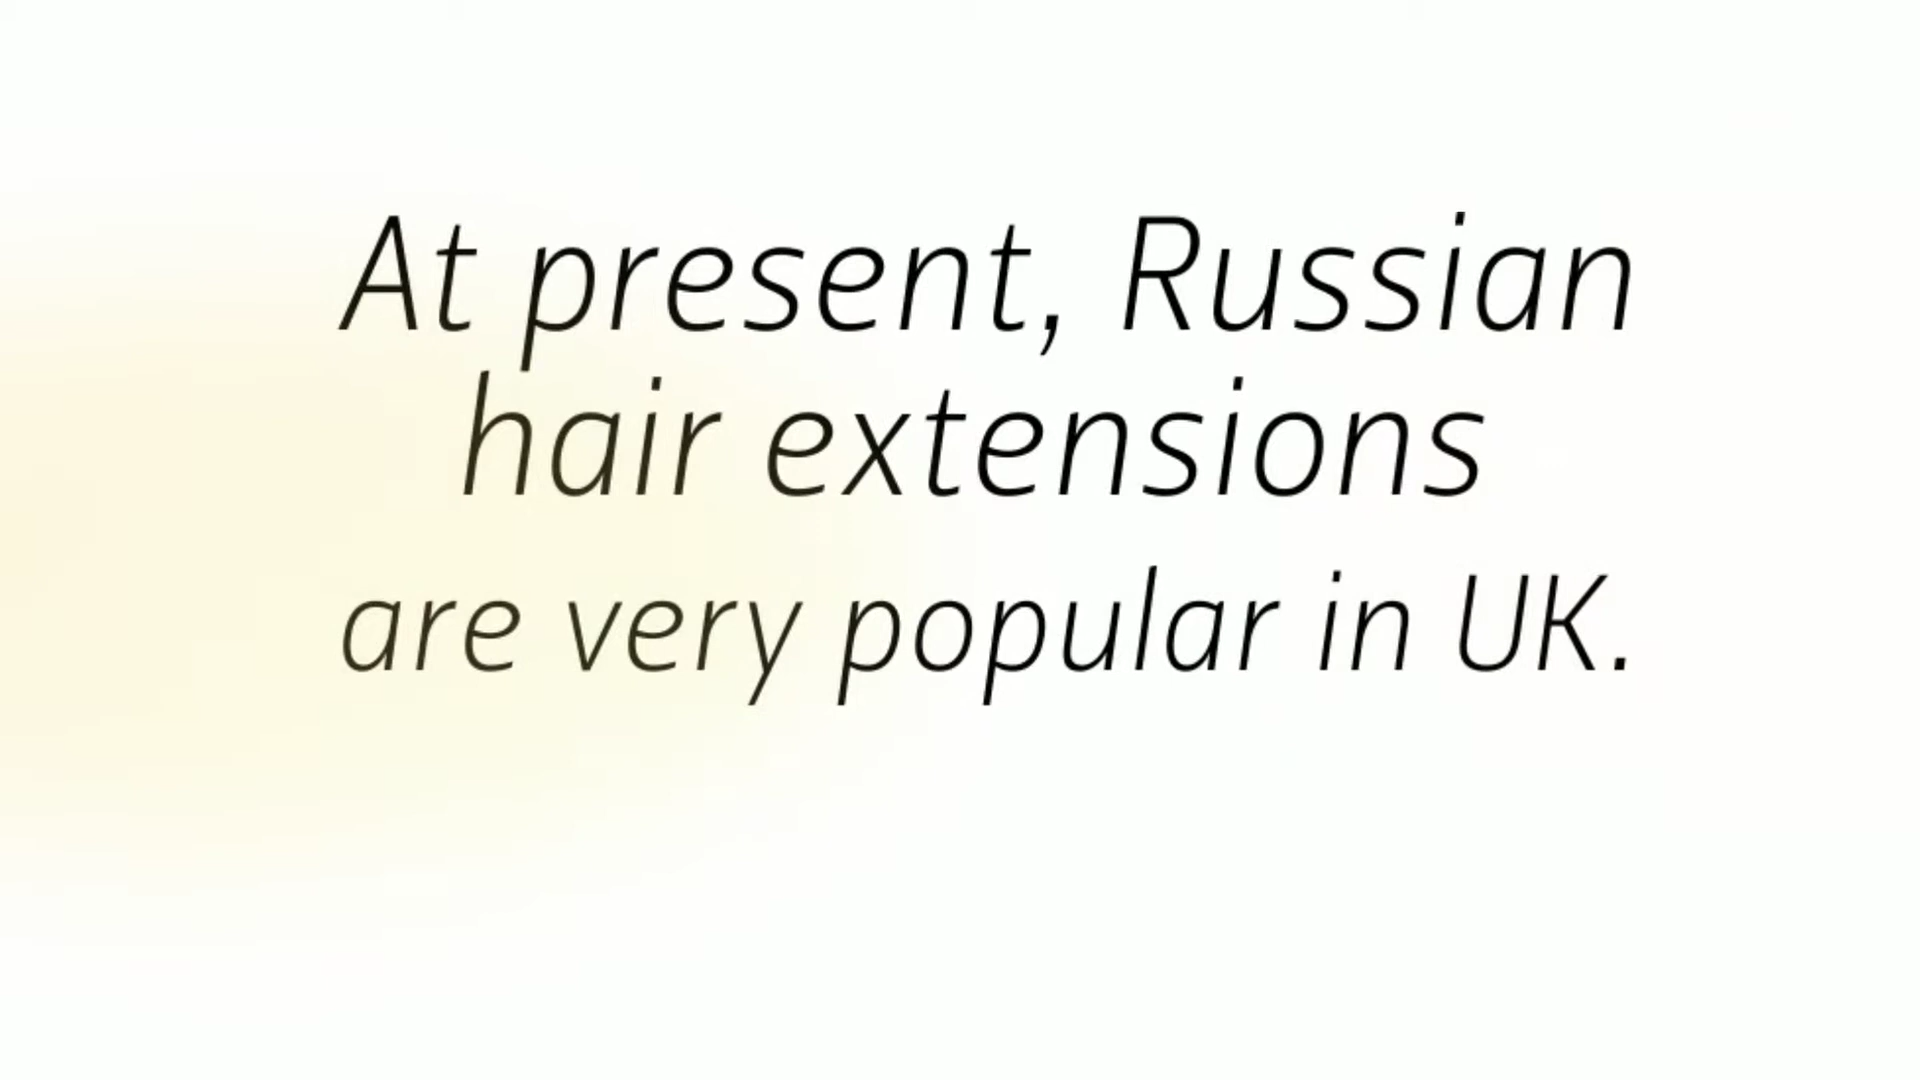 At present, Russian
hair extensions
are very popular in UK.